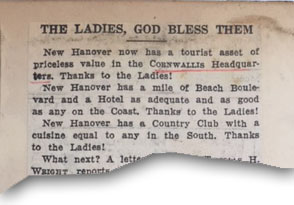 THE LADIES, GOD BLESS THEM
New Hanover now has a tourist asset of
priceless value in the CORNWALLIS Headquar-
ters. Thanks to the Ladies!
New Hanover has a mile of Beach Boule-
vard and a Hotel as adequate and as good
as any on the Coast. Thanks to the Ladies!
New Hanover has a Country Club with a
cuisine equal to any in the South. Thanks
to the Ladies!
What next? A lette H.
WRIGHT reports